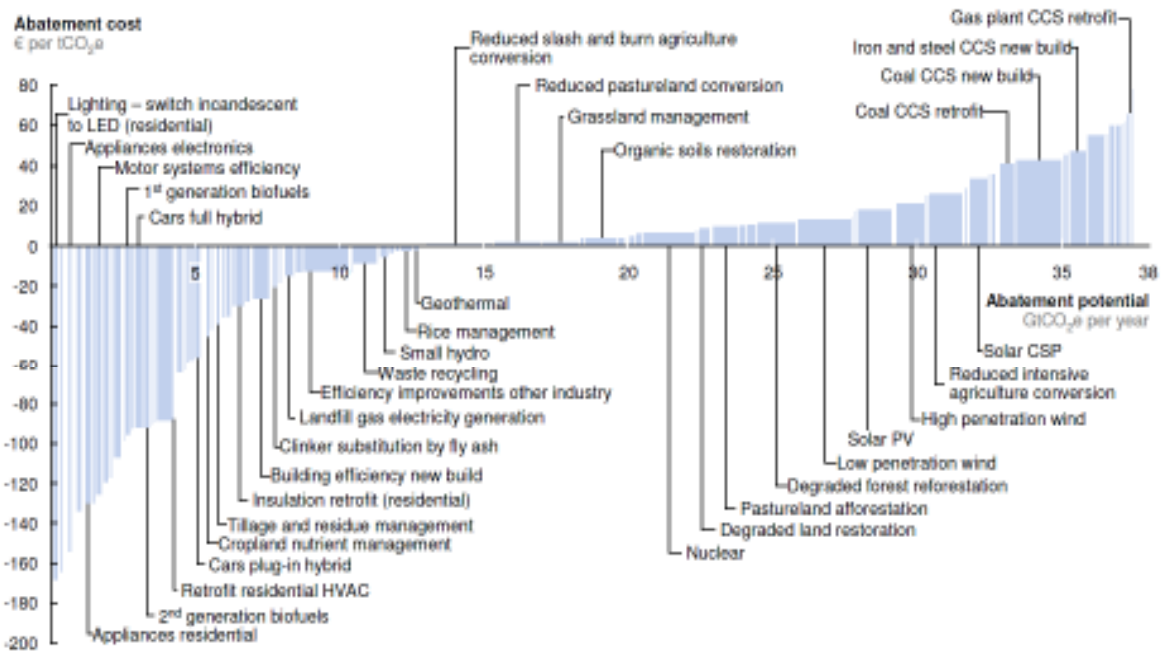 Abatement cost
€ per tCO₂e
Gas plant CCS retrofit
Reduced slash and burn agriculture
conversion
Iron and steel CCS new build
Coal CCS new build
80
Reduced pastureland conversion
Lighting – switch incandescent
to LED (residential)
Grassland management
Coal CCS retrofit
60
Appliances electronics
Organic soils restoration
40
Motor systems efficiency
1st generation biofuels
20
Cars full hybrid
0
5
10
15
20
25
30
35
38
-20
Abatement potential
GtCO₂e per year
Geothermal
-40
Rice management
Small hydro
Solar CSP
-60
Waste recycling
Reduced intensive
agriculture conversion
-80
Efficiency improvements other industry
Landfill gas electricity generation
High penetration wind
-100
Clinker substitution by fly ash
Solar PV
Building efficiency new build
Low penetration wind
-120
Insulation retrofit (residential)
Degraded forest reforestation
Pastureland afforestation
-140
Tillage and residue management
Degraded land restoration
Cropland nutrient management
Nuclear
-160
Cars plug-in hybrid
Retrofit residential HVAC
-180
2nd generation biofuels
Appliances residential
-200